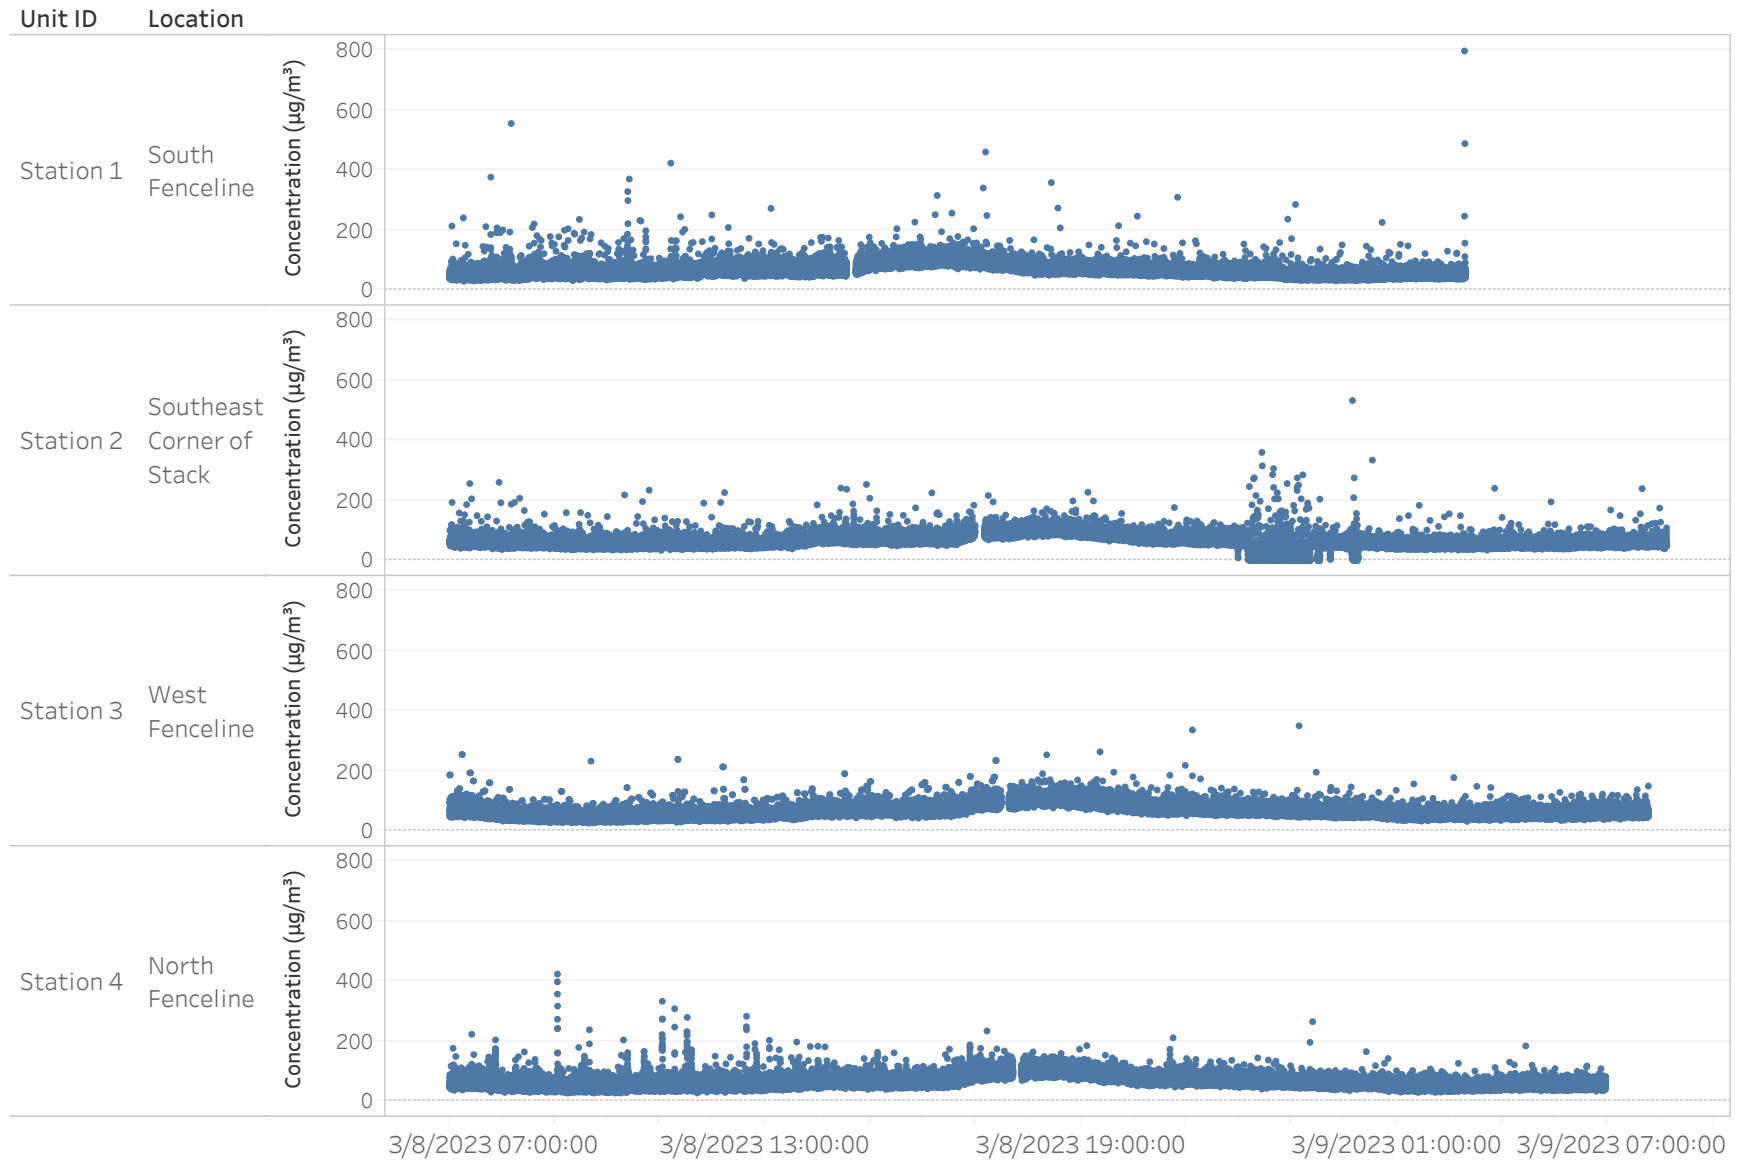 Unit ID Location
Station 1
South
Fenceline
Concentration (µg/m³)
800
600
400
200
0
Station 2
Southeast
Corner of
Stack
Concentration (µg/m³)
800
600
400
200
0
Station 3
West
Fenceline
Concentration (µg/m³)
800
600
400
200
0
Station 4
North
Fenceline
Concentration (µg/m³)
800
600
400
200
0
3/8/2023 07:00:00 3/8/2023 13:00:00 3/8/2023 19:00:00 3/9/2023 01:00:00 3/9/2023 07:00:00